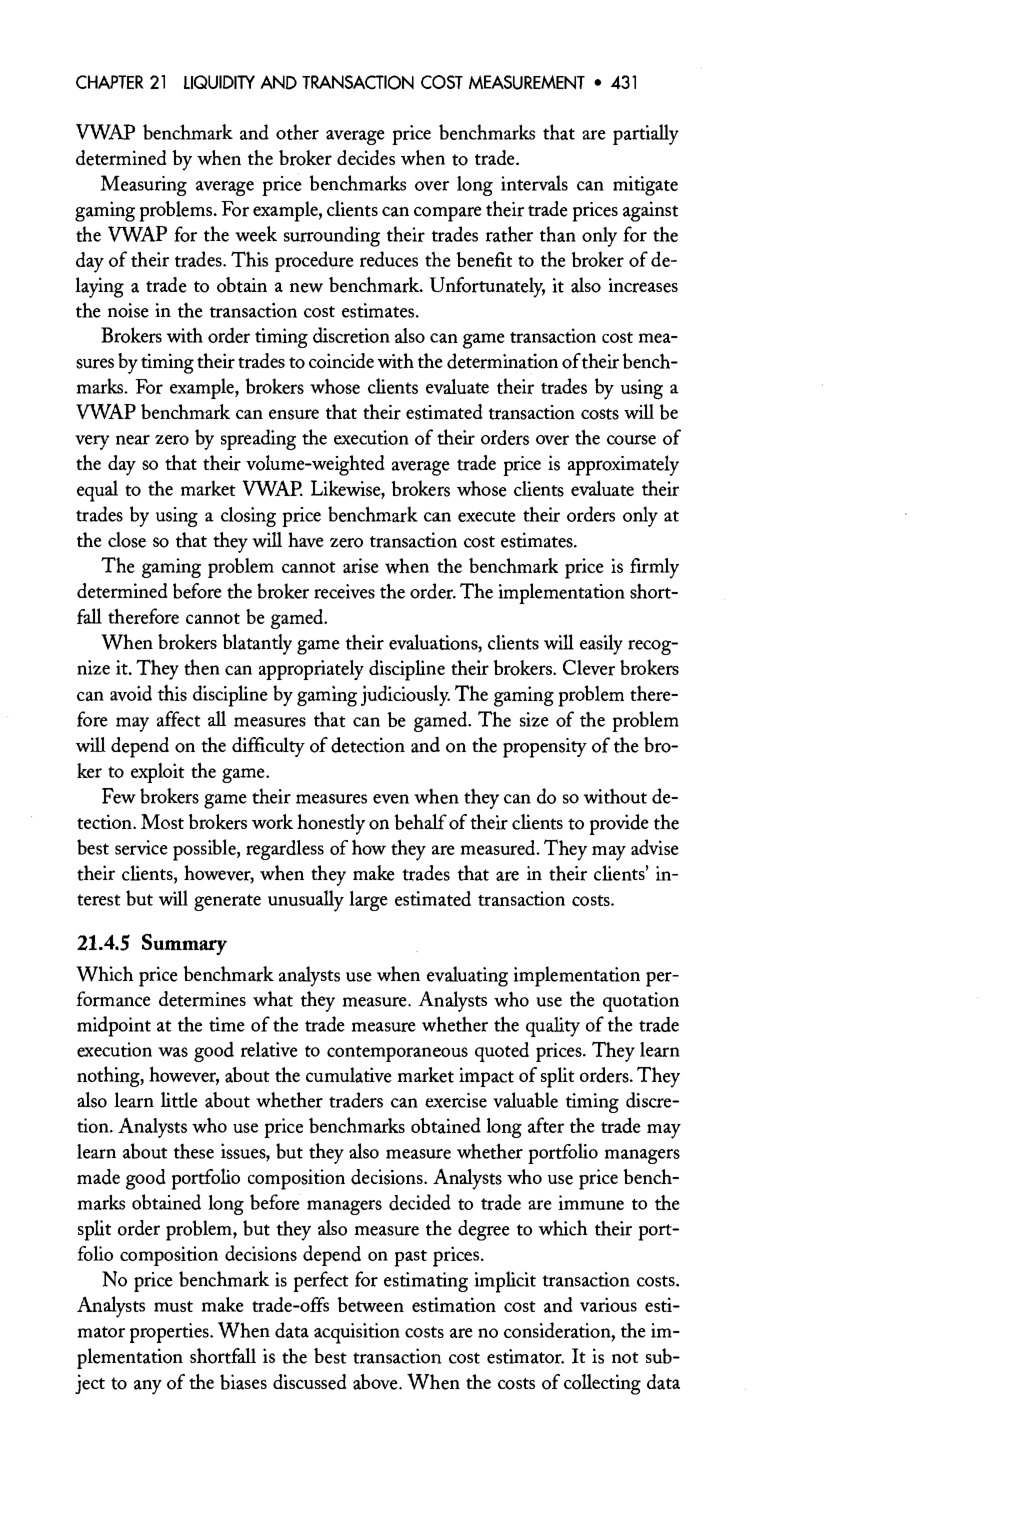 CHAPTER 21 LIQUIDITY AND TRANSACTION COST MEASUREMENT • 431
VWAP benchmark and other average price benchmarks that are partially
determined by when the broker decides when to trade.
Measuring average price benchmarks over long intervals can mitigate
gaming problems. For example, clients can compare their trade prices against
the VWAP for the week surrounding their trades rather than only for the
day of their trades. This procedure reduces the benefit to the broker of de-
laying a trade to obtain a new benchmark. Unfortunately, it also increases
the noise in the transaction cost estimates.
Brokers with order timing discretion also can game transaction cost mea-
sures by timing their trades to coincide with the determination of their bench-
marks. For example, brokers whose clients evaluate their trades by using a
VWAP benchmark can ensure that their estimated transaction costs will be
very near zero by spreading the execution of their orders over the course of
the day so that their volume-weighted average trade price is approximately
equal to the market VWAP. Likewise, brokers whose clients evaluate their
trades by using a closing price benchmark can execute their orders only at
the close so that they will have zero transaction cost estimates.
The gaming problem cannot arise when the benchmark price is firmly
determined before the broker receives the order. The implementation short-
fall therefore cannot be gamed.
When brokers blatantly game their evaluations, clients will easily recog-
nize it. They then can appropriately discipline their brokers. Clever brokers
can avoid this discipline by gaming judiciously. The gaming problem there-
fore may affect all measures that can be gamed. The size of the problem
will depend on the difficulty of detection and on the propensity of the bro-
ker to exploit the game.
Few brokers game their measures even when they can do so without de-
tection. Most brokers work honestly on behalf of their clients to provide the
best service possible, regardless of how they are measured. They may advise
their clients, however, when they make trades that are in their clients' in-
terest but will generate unusually large estimated transaction costs.
21.4.5 Summary
Which price benchmark analysts use when evaluating implementation per-
formance determines what they measure. Analysts who use the quotation
midpoint at the time of the trade measure whether the quality of the trade
execution was good relative to contemporaneous quoted prices. They learn
nothing, however, about the cumulative market impact of split orders. They
also learn little about whether traders can exercise valuable timing discre-
tion. Analysts who use price benchmarks obtained long after the trade may
learn about these issues, but they also measure whether portfolio managers
made good portfolio composition decisions. Analysts who use price bench-
marks obtained long before managers decided to trade are immune to the
split order problem, but they also measure the degree to which their port-
folio composition decisions depend on past prices.
No price benchmark is perfect for estimating implicit transaction costs.
Analysts must make trade-offs between estimation cost and various esti-
mator properties. When data acquisition costs are no consideration, the im-
plementation shortfall is the best transaction cost estimator. It is not sub-
ject to any of the biases discussed above. When the costs of collecting data